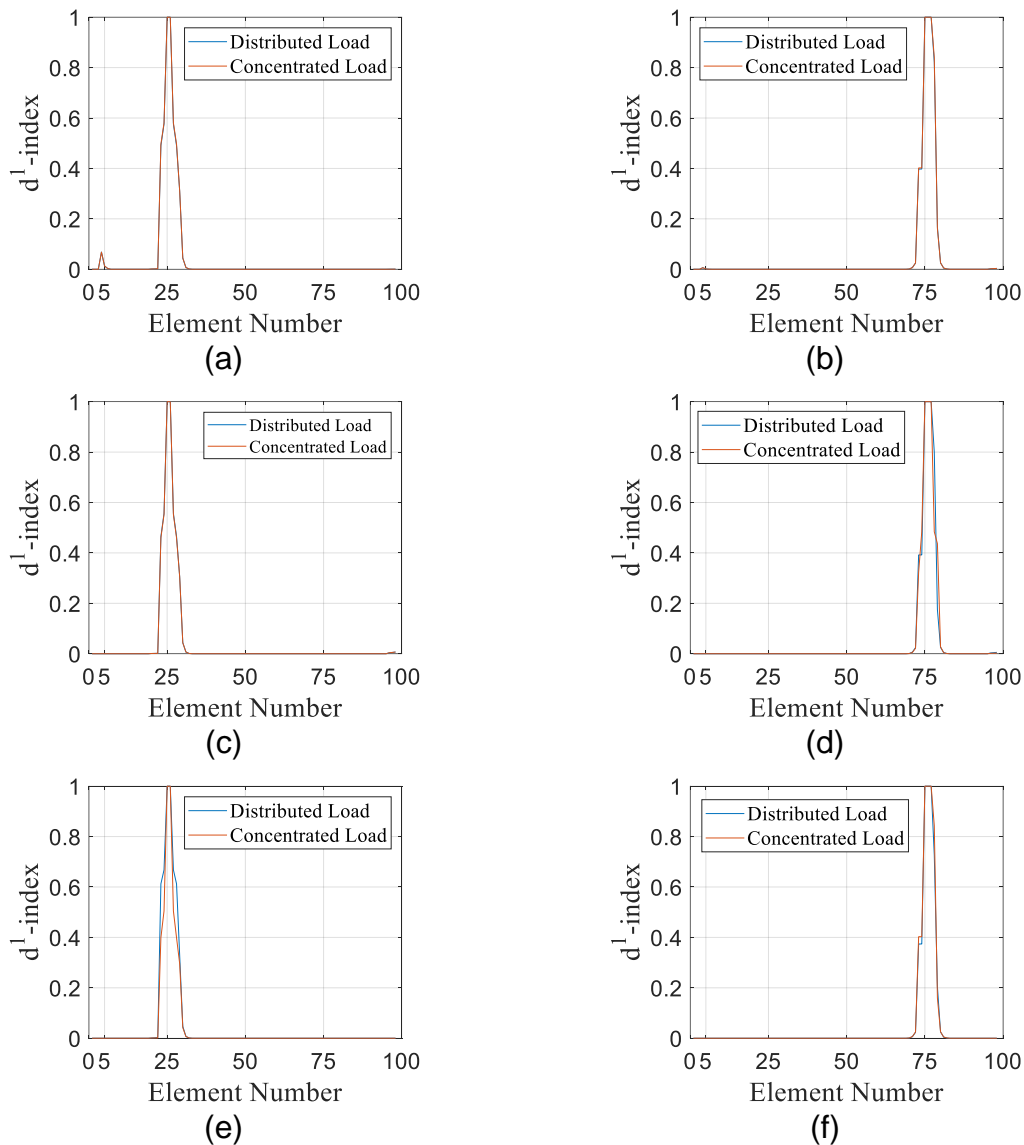 1
0.8
0.6
0.4
0.2
0
d¹-index
Distributed Load
Concentrated Load
0 5 25 50 75 100
Element Number
(a)
1
0.8
0.6
0.4
0.2
0
d¹-index
Distributed Load
Concentrated Load
0 5 25 50 75 100
Element Number
(b)
1
0.8
0.6
0.4
0.2
0
d¹-index
Distributed Load
Concentrated Load
0 5 25 50 75 100
Element Number
(c)
1
0.8
0.6
0.4
0.2
0
d¹-index
Distributed Load
Concentrated Load
0 5 25 50 75 100
Element Number
(d)
1
0.8
0.6
0.4
0.2
0
d¹-index
Distributed Load
Concentrated Load
0 5 25 50 75 100
Element Number
(e)
1
0.8
0.6
0.4
0.2
0
d¹-index
Distributed Load
Concentrated Load
0 5 25 50 75 100
Element Number
(f)